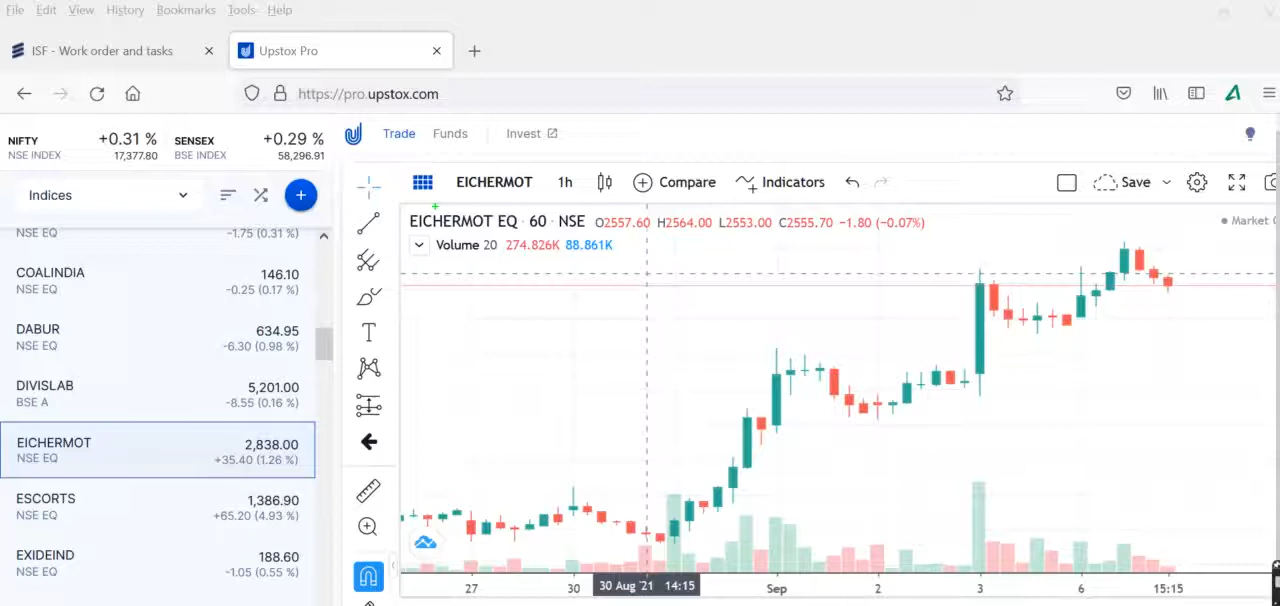 File Edit View History Bookmarks Tools Help
ISF - Work order and tasks
Upstox Pro
https://pro.upstox.com
NIFTY +0.31 % SENSEX +0.29 %
NSE INDEX 17,377.80 BSE INDEX 58,296.91
Trade Funds Invest
Indices
NSE EQ -1.75 (0.31 %)
COALINDIA 146.10
NSE EQ -0.25 (0.17 %)
DABUR 634.95
NSE EQ -6.30 (0.98 %)
DIVISLAB 5,201.00
BSE A -8.55 (0.16 %)
EICHERMOT 2,838.00
NSE EQ +35.40 (1.26 %)
ESCORTS 1,386.90
NSE EQ +65.20 (4.93 %)
EXIDEIND 188.60
NSE EQ -1.05 (0.55 %)
EICHERMOT 1h Compare Indicators Save
EICHERMOT EQ · 60 · NSE O2557.60 H2564.00 L2553.00 C2555.70 −1.80 (−0.07%)
Market
Volume 20 274.826K 88.861K
27 30 Aug '21 14:15 Sep 2 3 6 15:15